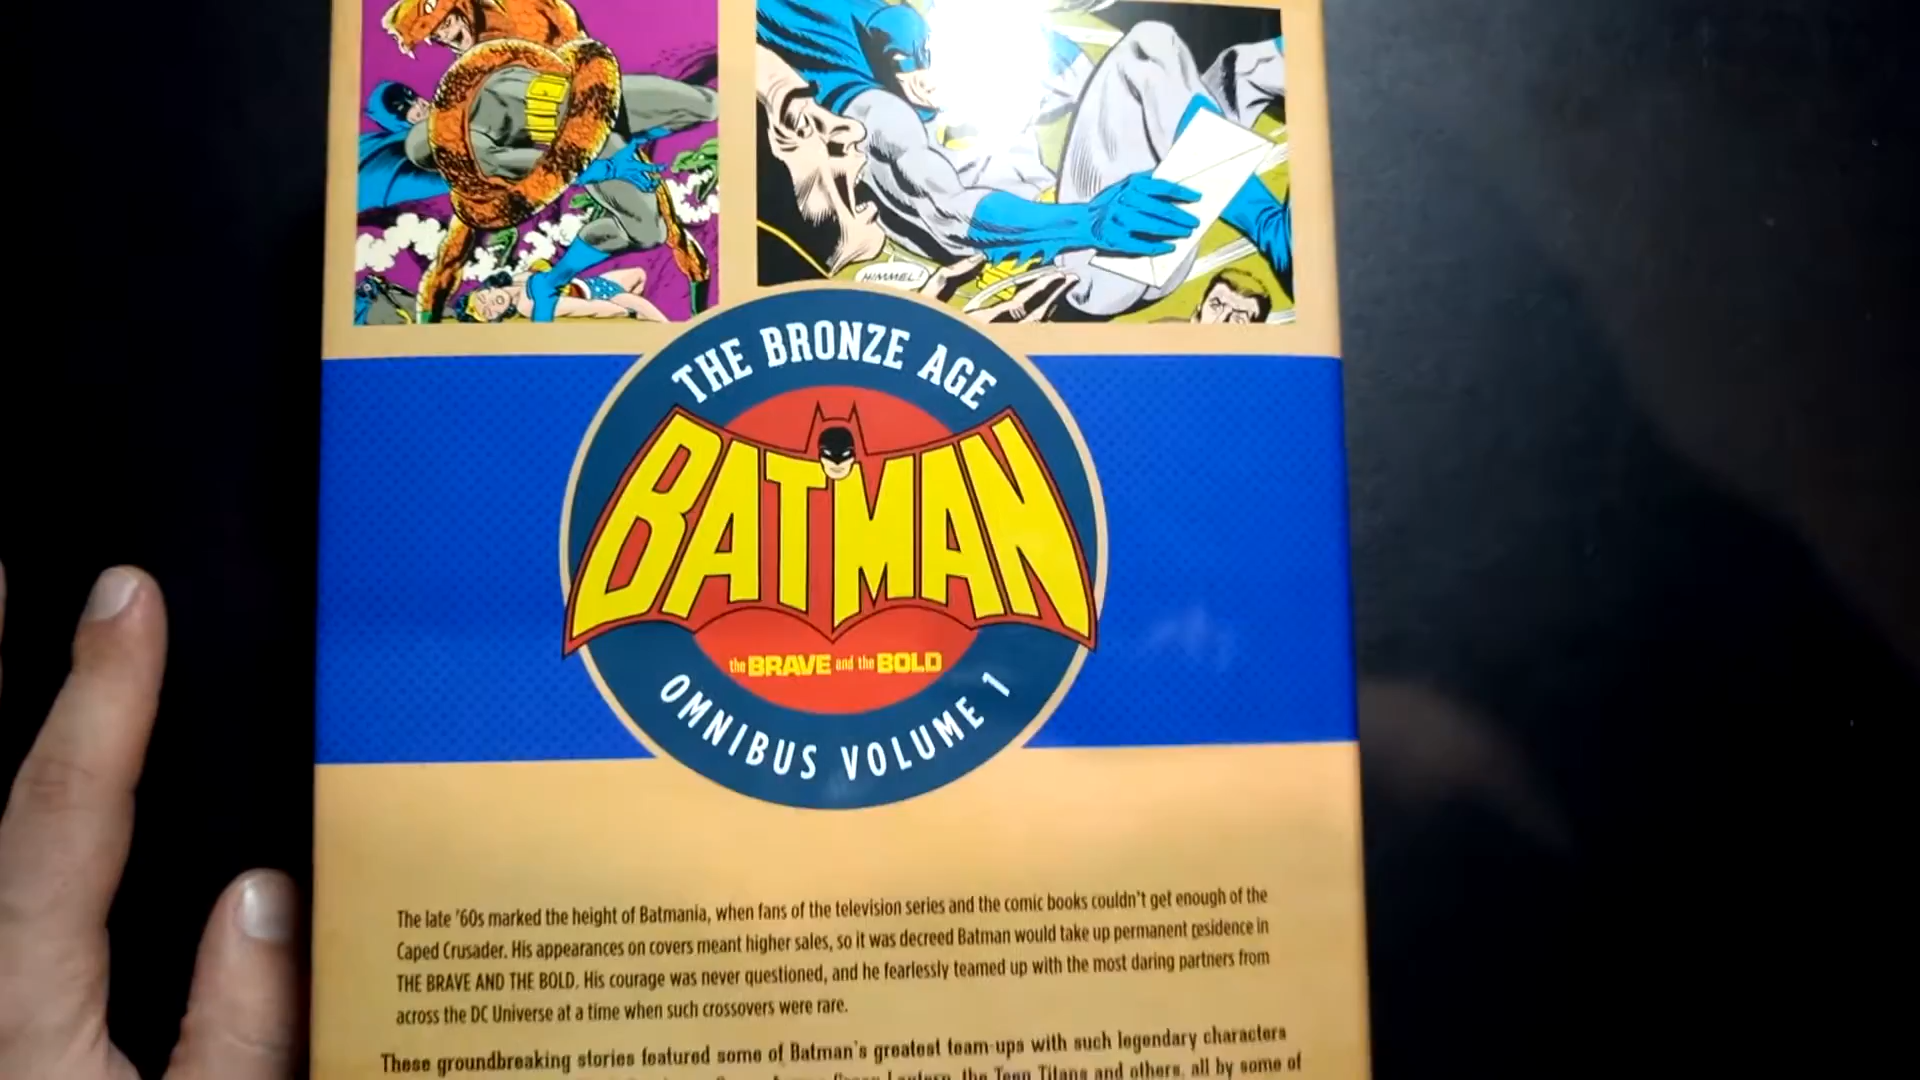 HIMMEL!
THE BRONZE AGE
BATMAN
the BRAVE and the BOLD
OMNIBUS VOLUME 1
The late '60s marked the height of Batmania, when fans of the television series and the comic books couldn't get enough of the
Caped Crusader. His appearances on covers meant higher sales, so it was decreed Batman would take up permanent residence in
THE BRAVE AND THE BOLD. His courage was never questioned, and he fearlessly teamed up with the most daring partners from
across the DC Universe at a time when such crossovers were rare.
These groundbreaking stories featured some of Batman's greatest team-ups with such legendary characters
Lantern, the Teen Titans and others, all by some of